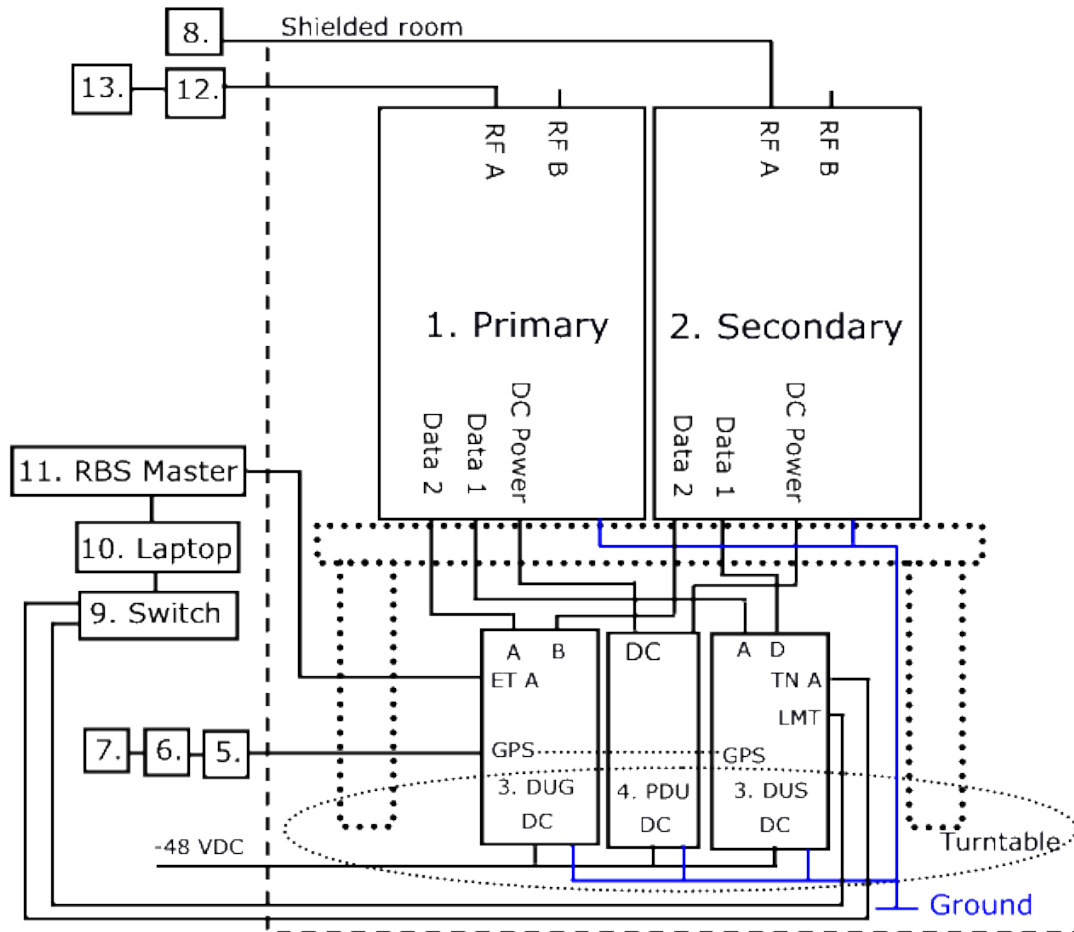 8.
Shielded room
13.
12.
RF A
RF B
RF A
RF B
1. Primary
2. Secondary
Data 2
Data 1
DC Power
Data 2
Data 1
DC Power
11. RBS Master
10. Laptop
9. Switch
A B
DC
A D
ET A
TN A
LMT
7.
6.
5.
GPS
GPS
3. DUG
4. PDU
3. DUS
DC
DC
DC
-48 VDC
Turntable
Ground